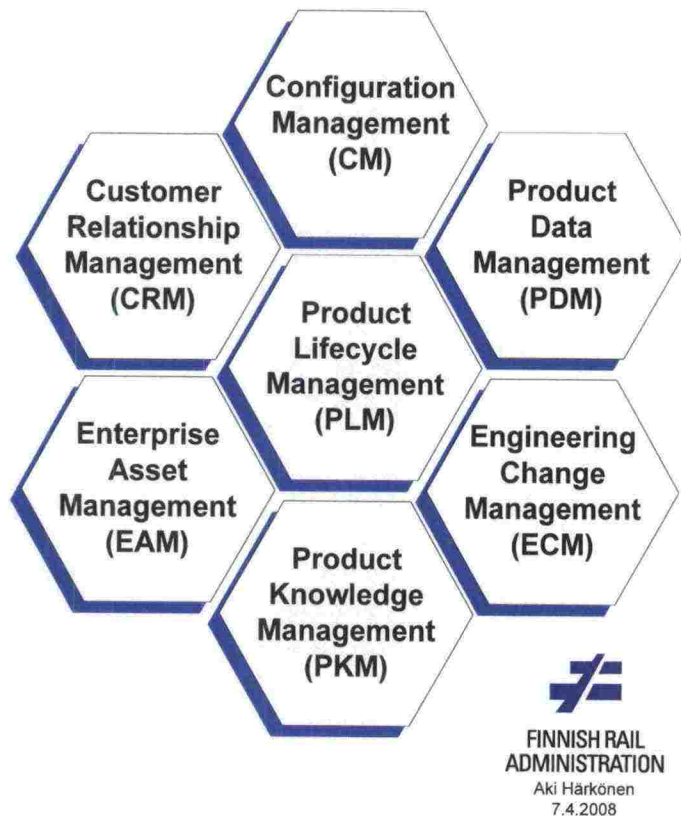 Configuration
Management
(CM)
Customer
Relationship
Management
(CRM)
Product
Data
Management
(PDM)
Product
Lifecycle
Management
(PLM)
Enterprise
Asset
Management
(EAM)
Engineering
Change
Management
(ECM)
Product
Knowledge
Management
(PKM)
FINNISH RAIL
ADMINISTRATION
Aki Härkönen
7.4.2008